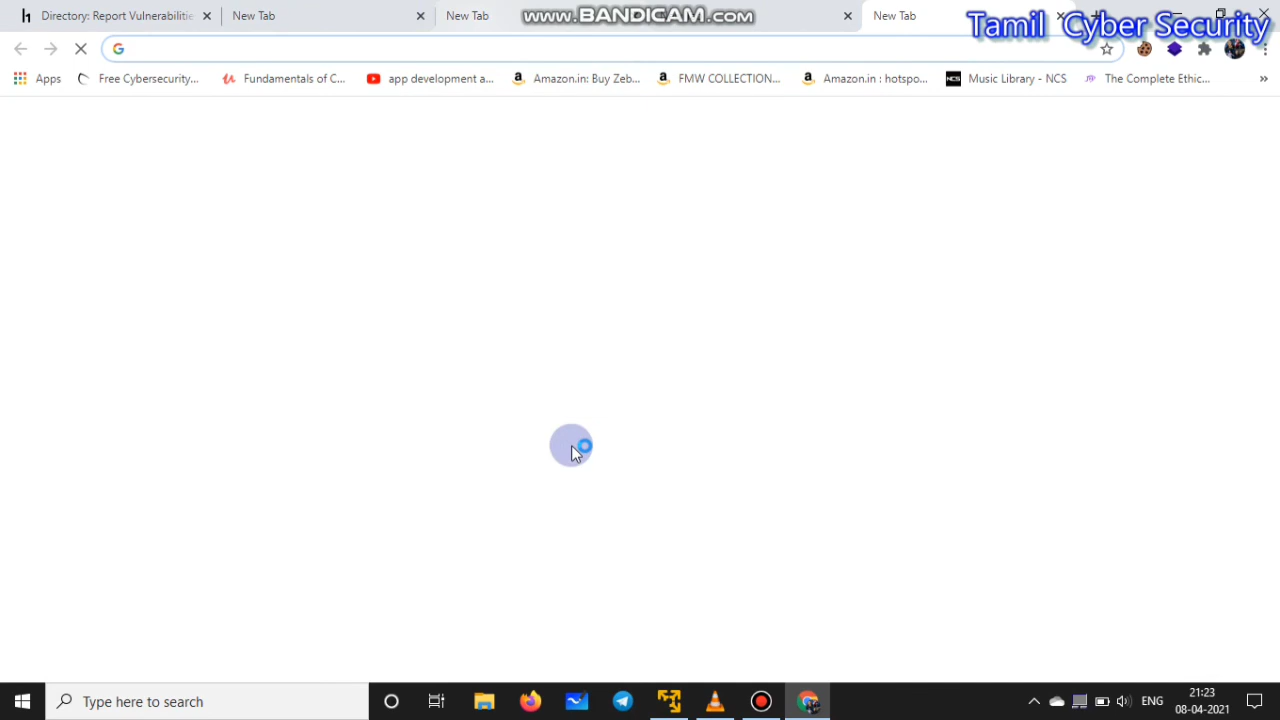 Directory: Report Vulnerabilitie
New Tab
New Tab
www.BANDICAM.com
New Tab
Tamil Cyber Security
Apps
Free Cybersecurity...
Fundamentals of C...
app development a...
Amazon.in: Buy Zeb...
FMW COLLECTION...
Amazon.in : hotspo...
NCS
Music Library - NCS
The Complete Ethic...
»
Type here to search
ENG
21:23
08-04-2021